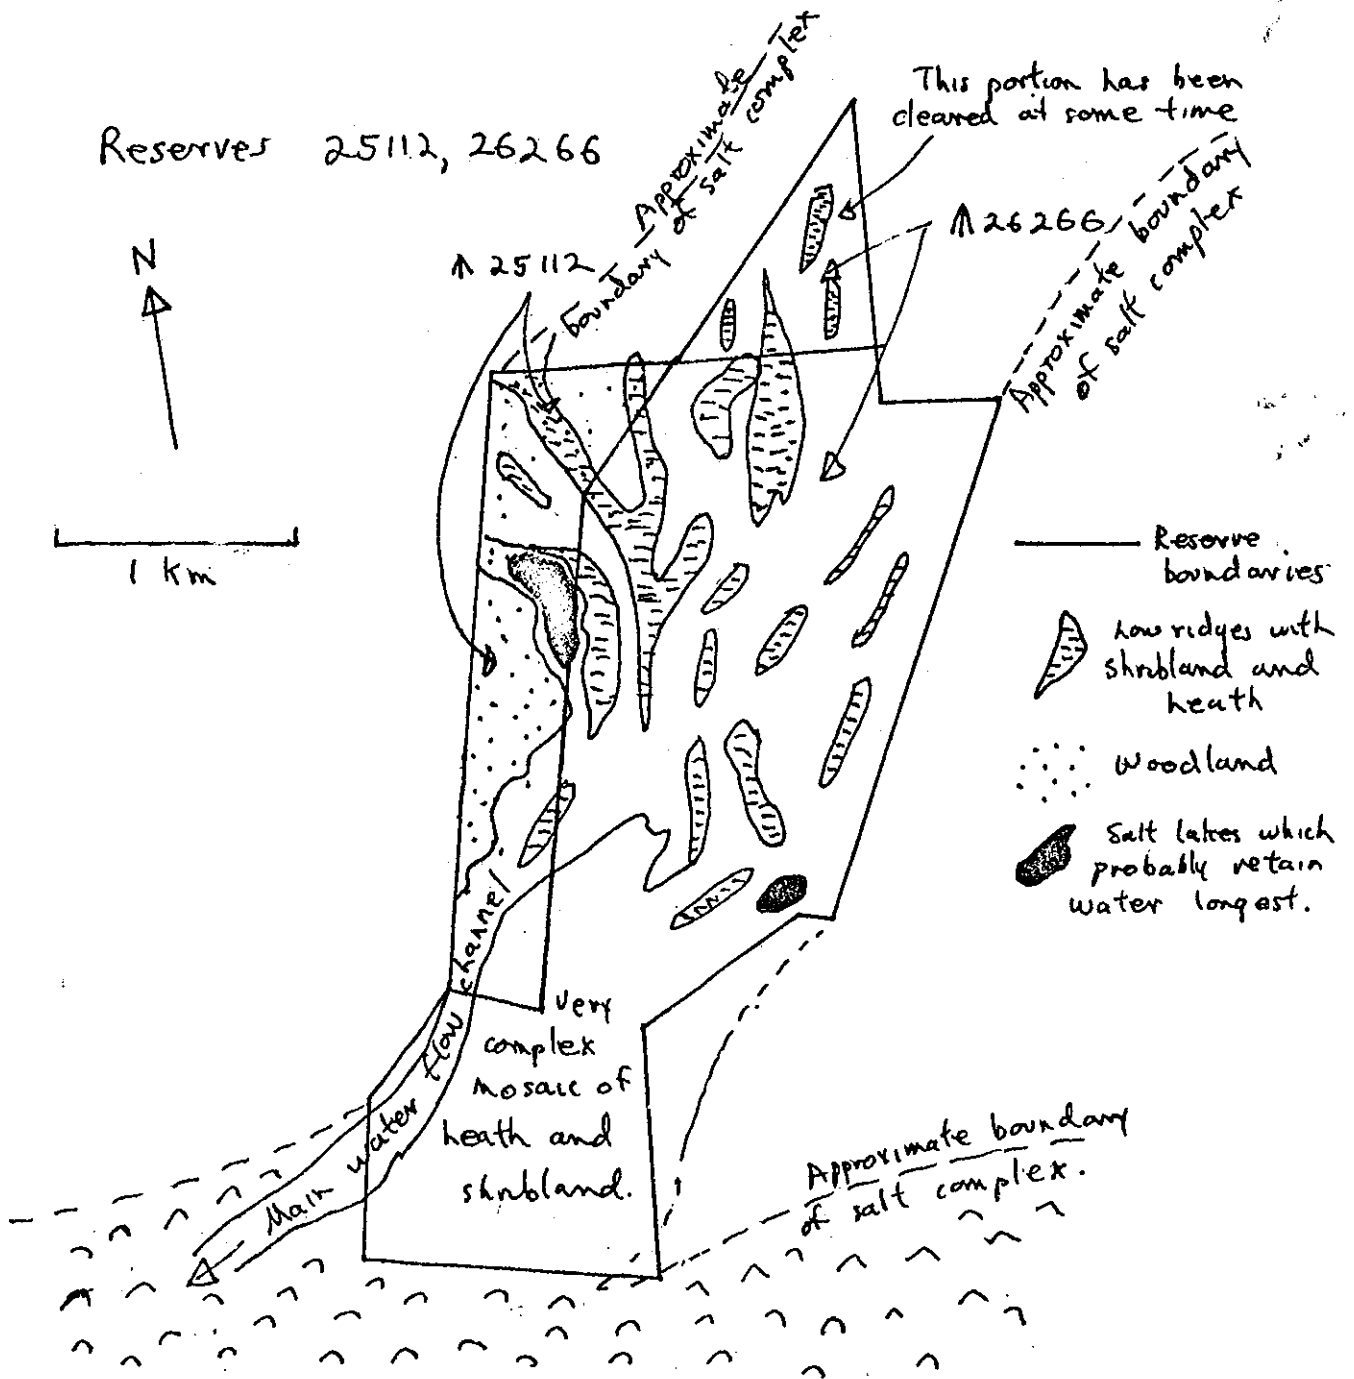 Reserves 25112, 26266
N
1 km
Approximate
boundary of salt complex
This portion has been
cleared at some time
⋔ 25112
⋔ 26266
Approximate boundary
of salt complex
Reserve
boundaries
Low ridges with
shrubland and
heath
Woodland
Salt lakes which
probably retain
water longest.
Main water flow channel
Very
complex
mosaic of
heath and
shrubland.
Approximate boundary
of salt complex.